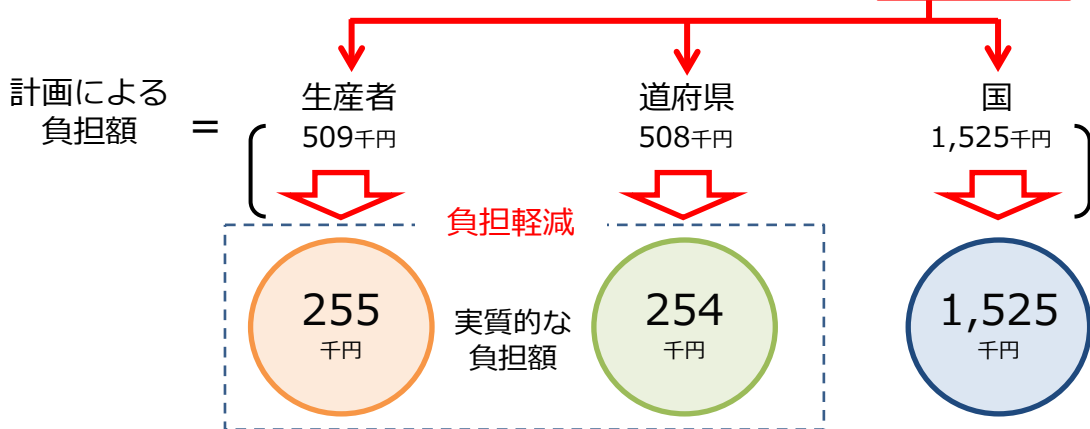 計画による
負担額
=
生産者
509千円
道府県
508千円
国
1,525千円
負担軽減
255
千円
実質的な
負担額
254
千円
1,525
千円